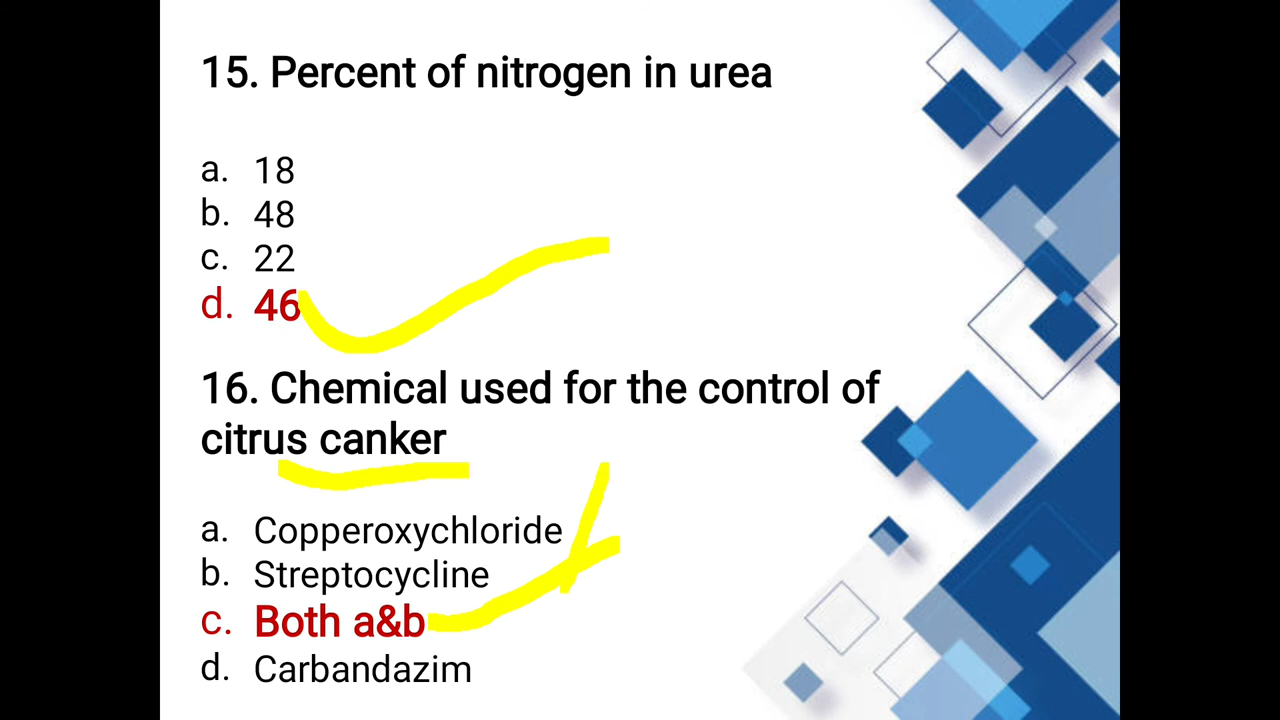 15. Percent of nitrogen in urea
a. 18
b. 48
c. 22
d. 46
16. Chemical used for the control of
citrus canker
a. Copperoxychloride
b. Streptocycline
c. Both a&b
d. Carbandazim